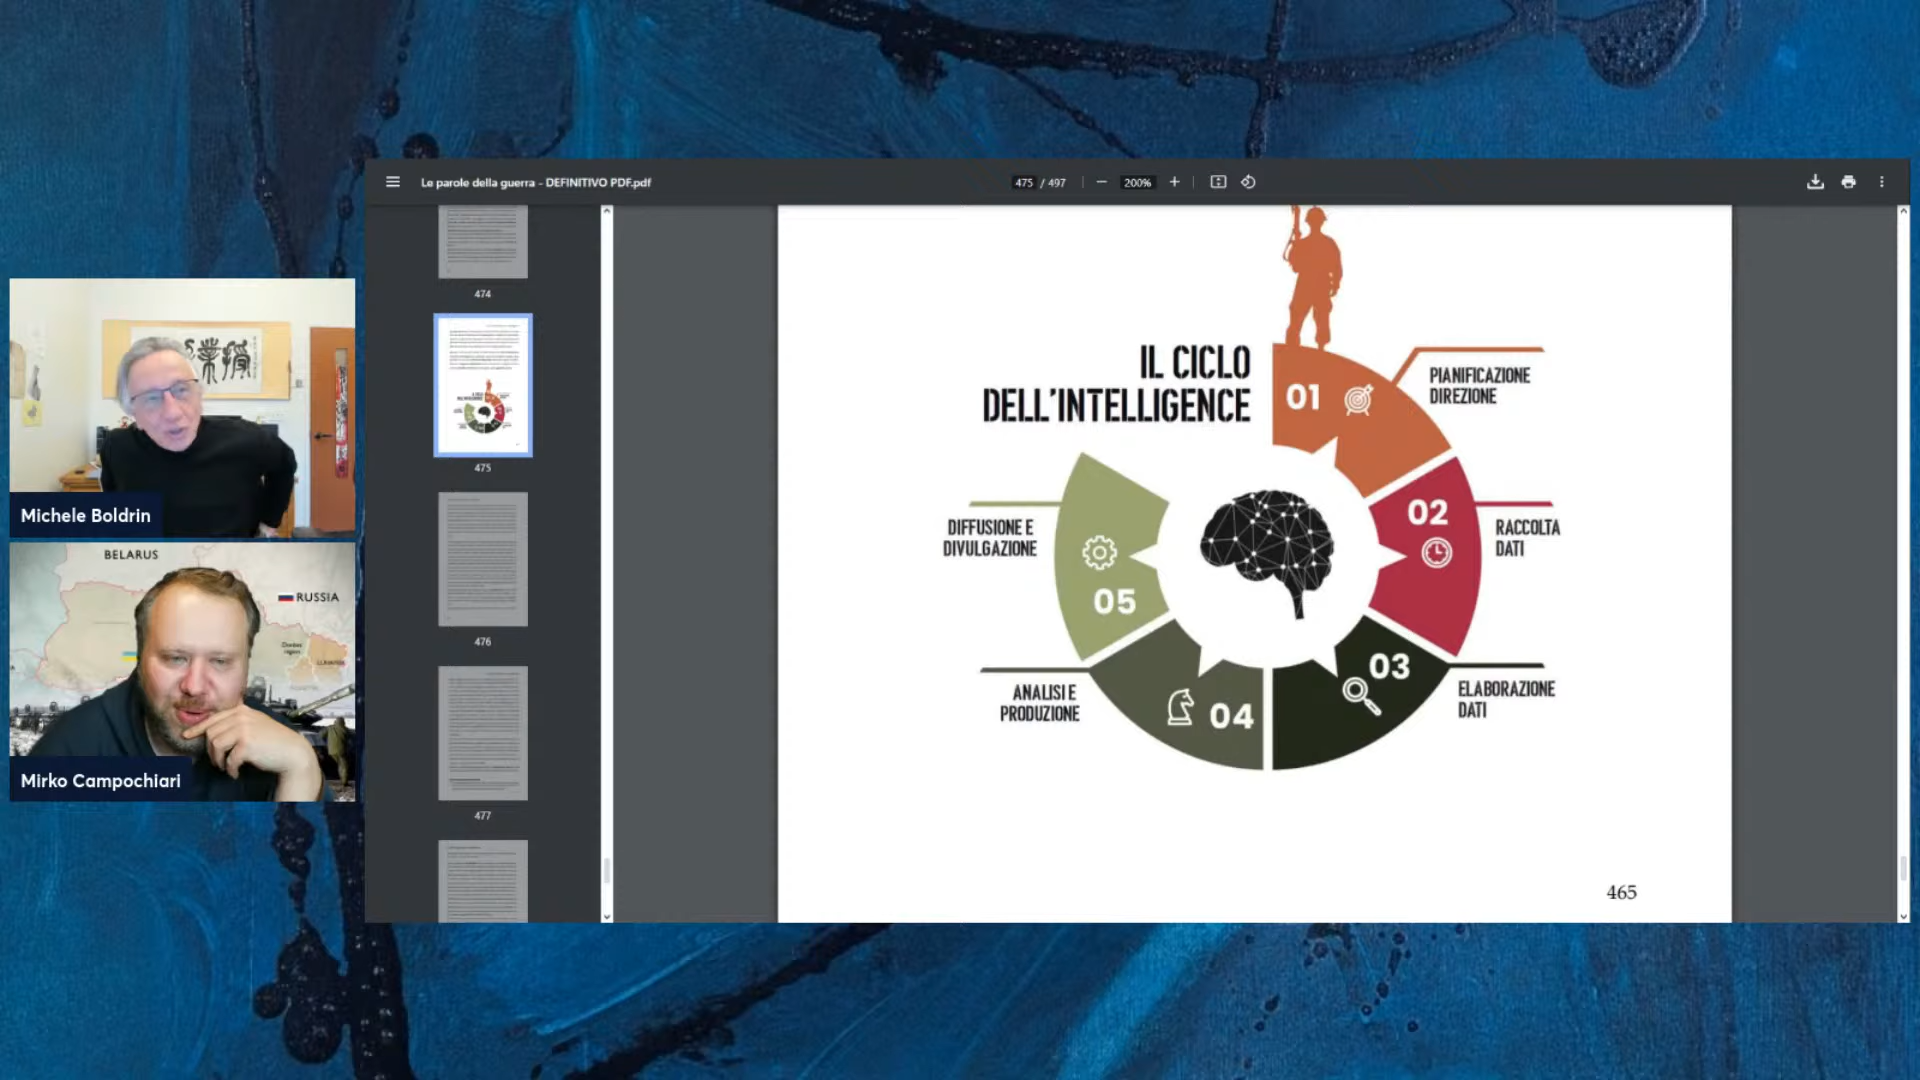 Le parole della guerra - DEFINITIVO PDF.pdf
475 / 497
200%
474
475
476
477
IL CICLO
DELL'INTELLIGENCE
01
PIANIFICAZIONE
DIREZIONE
02
RACCOLTA
DATI
03
ELABORAZIONE
DATI
04
ANALISI E
PRODUZIONE
05
DIFFUSIONE E
DIVULGAZIONE
465
Michele Boldrin
BELARUS
RUSSIA
Donbas
region
Mirko Campochiari